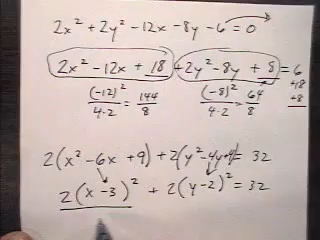 2x² + 2y² - 12x - 8y - 6 = 0
2x² - 12x + 18 + 2y² - 8y + 8 = 6
+18
+8
(-12)²/4·2 = 144/8 (-8)²/4·2 = 64/8
2(x² - 6x + 9) + 2(y² - 4y + 4) = 32
2(x - 3)² + 2(y - 2)² = 32